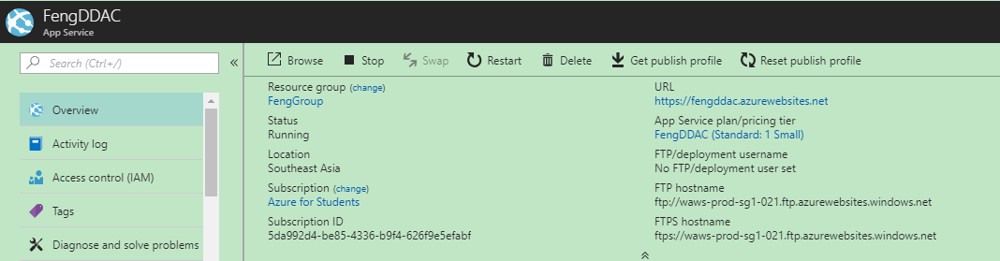 FengDDAC
App Service
Search (Ctrl+/)
«
Overview
Activity log
Access control (IAM)
Tags
Diagnose and solve problems
Browse Stop Swap Restart Delete Get publish profile Reset publish profile
Resource group (change)
FengGroup
Status
Running
Location
Southeast Asia
Subscription (change)
Azure for Students
Subscription ID
5da992d4-be85-4336-b9f4-626f9e5efabf
URL
https://fengddac.azurewebsites.net
App Service plan/pricing tier
FengDDAC (Standard: 1 Small)
FTP/deployment username
No FTP/deployment user set
FTP hostname
ftp://waws-prod-sg1-021.ftp.azurewebsites.windows.net
FTPS hostname
ftps://waws-prod-sg1-021.ftp.azurewebsites.windows.net